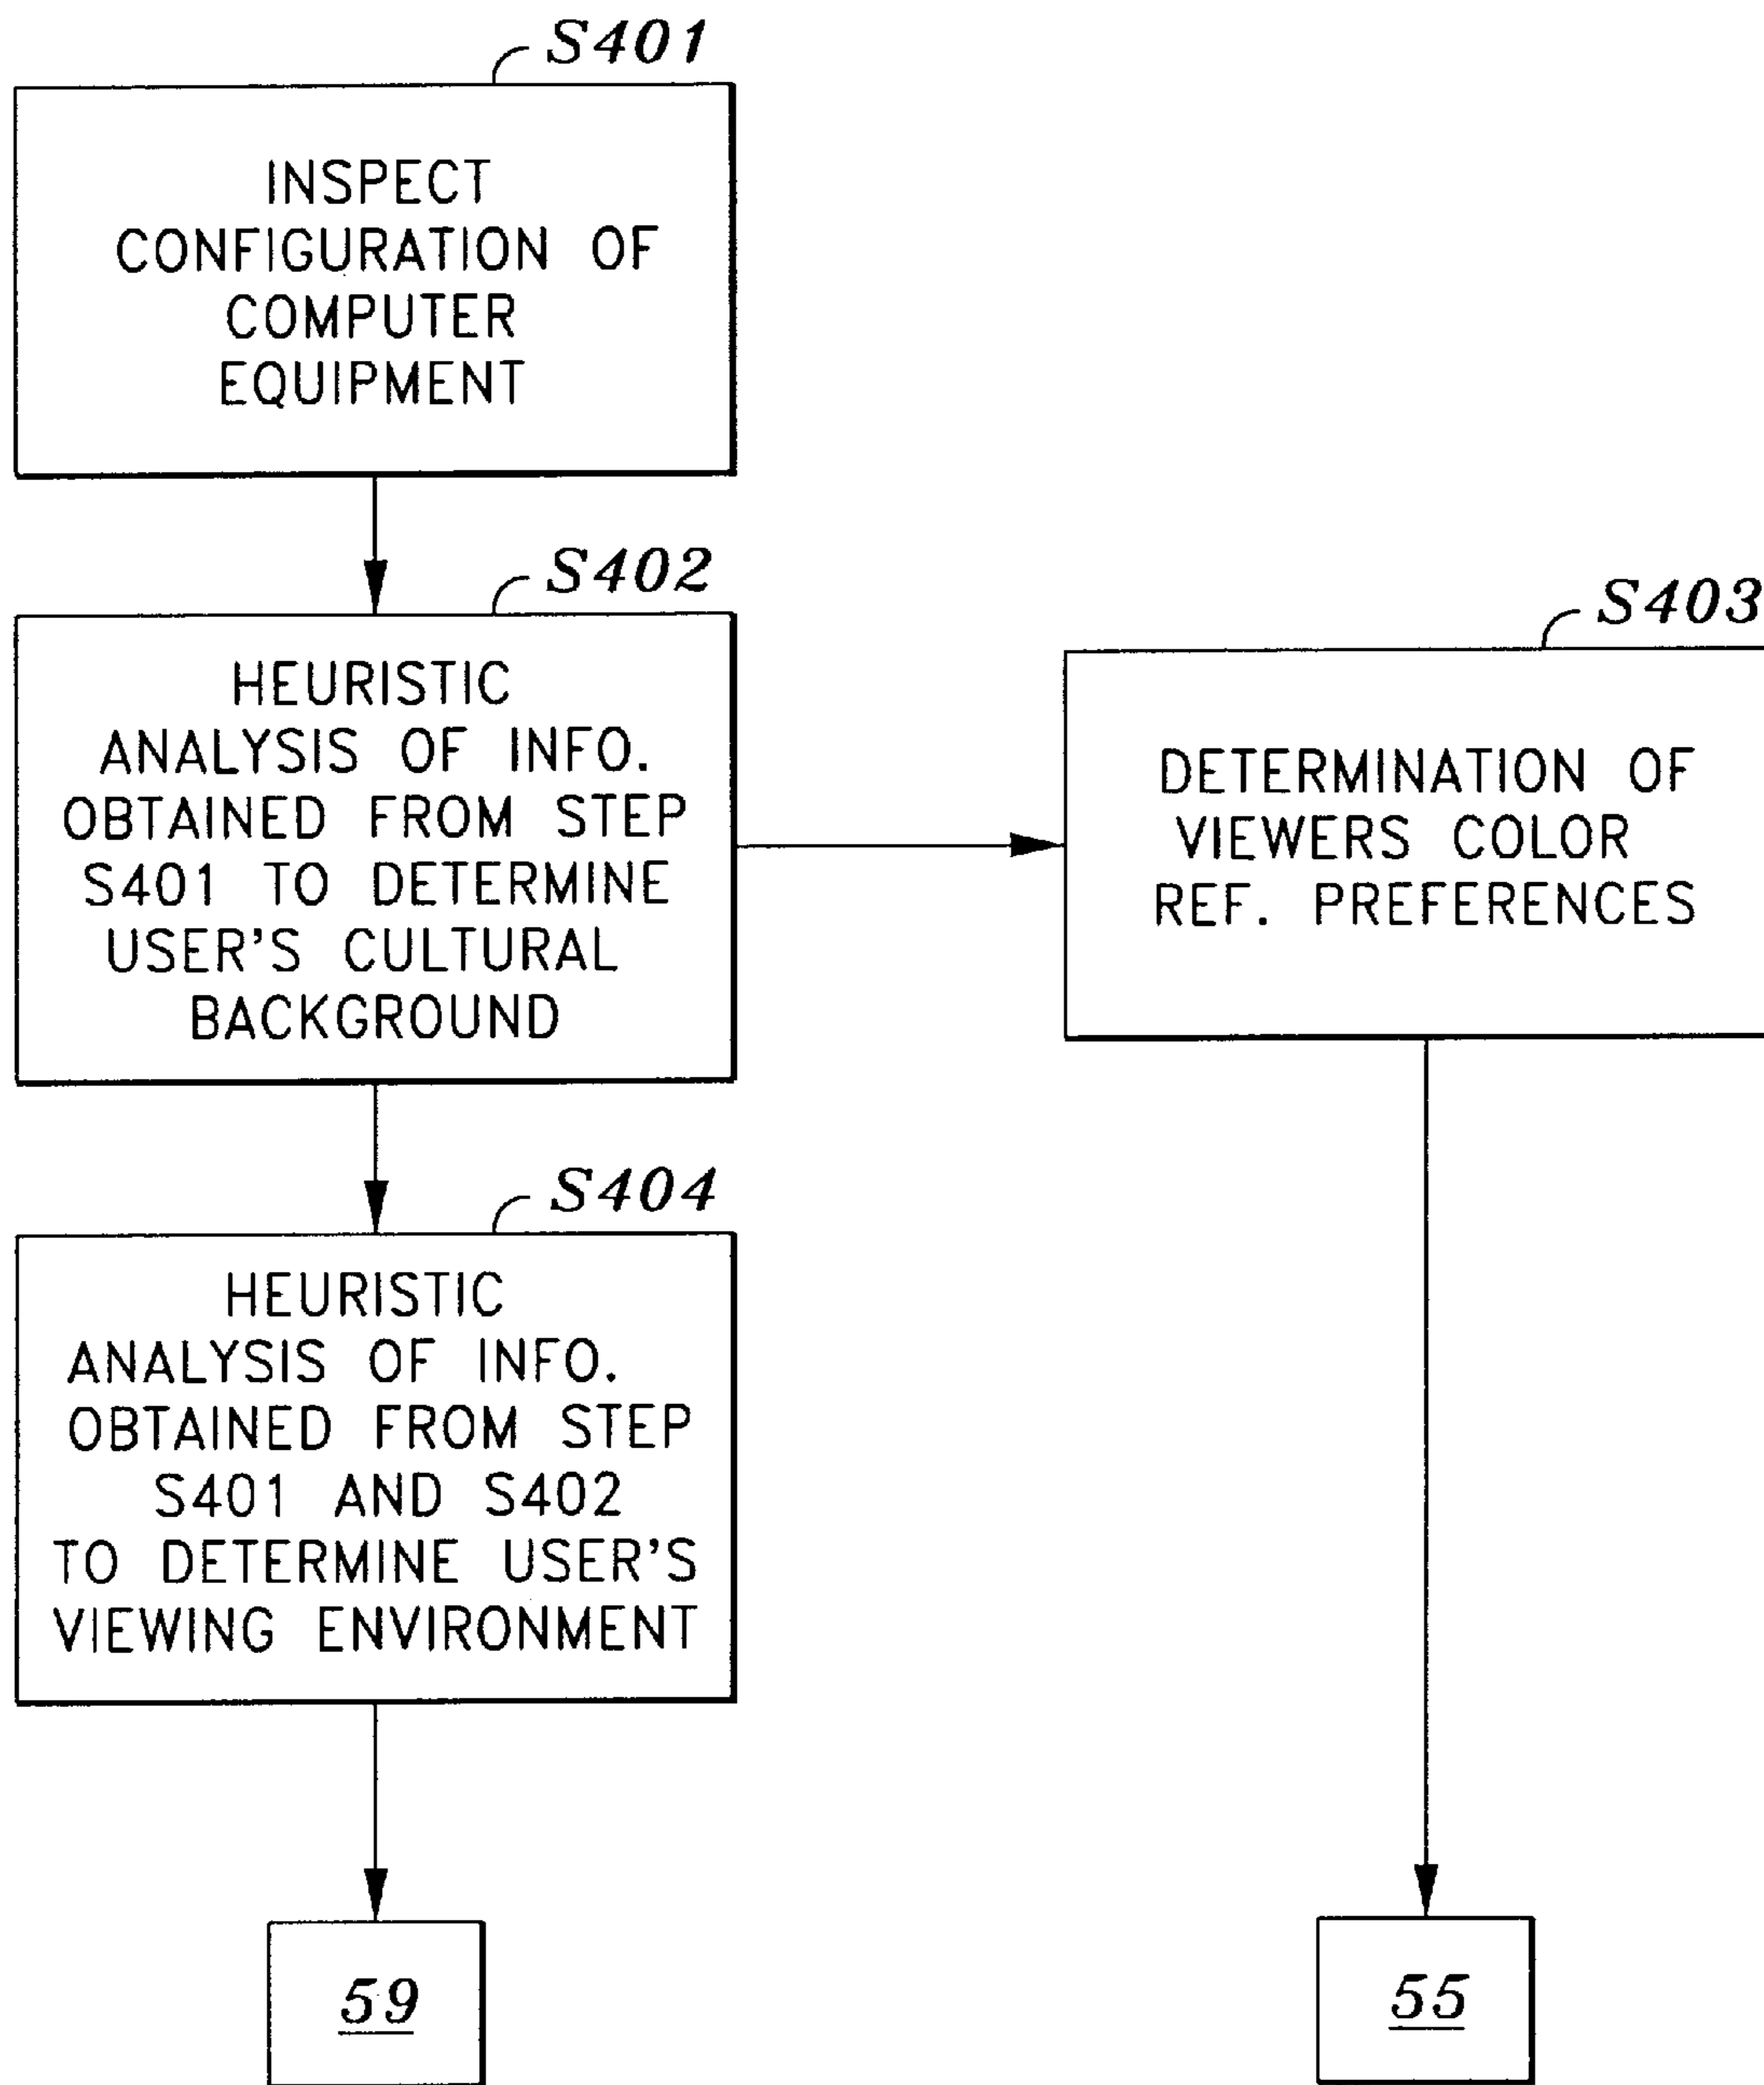 S401
INSPECT
CONFIGURATION OF
COMPUTER
EQUIPMENT
S402
HEURISTIC
ANALYSIS OF INFO.
OBTAINED FROM STEP
S401 TO DETERMINE
USER'S CULTURAL
BACKGROUND
S403
DETERMINATION OF
VIEWERS COLOR
REF. PREFERENCES
S404
HEURISTIC
ANALYSIS OF INFO.
OBTAINED FROM STEP
S401 AND S402
TO DETERMINE USER'S
VIEWING ENVIRONMENT
59
55